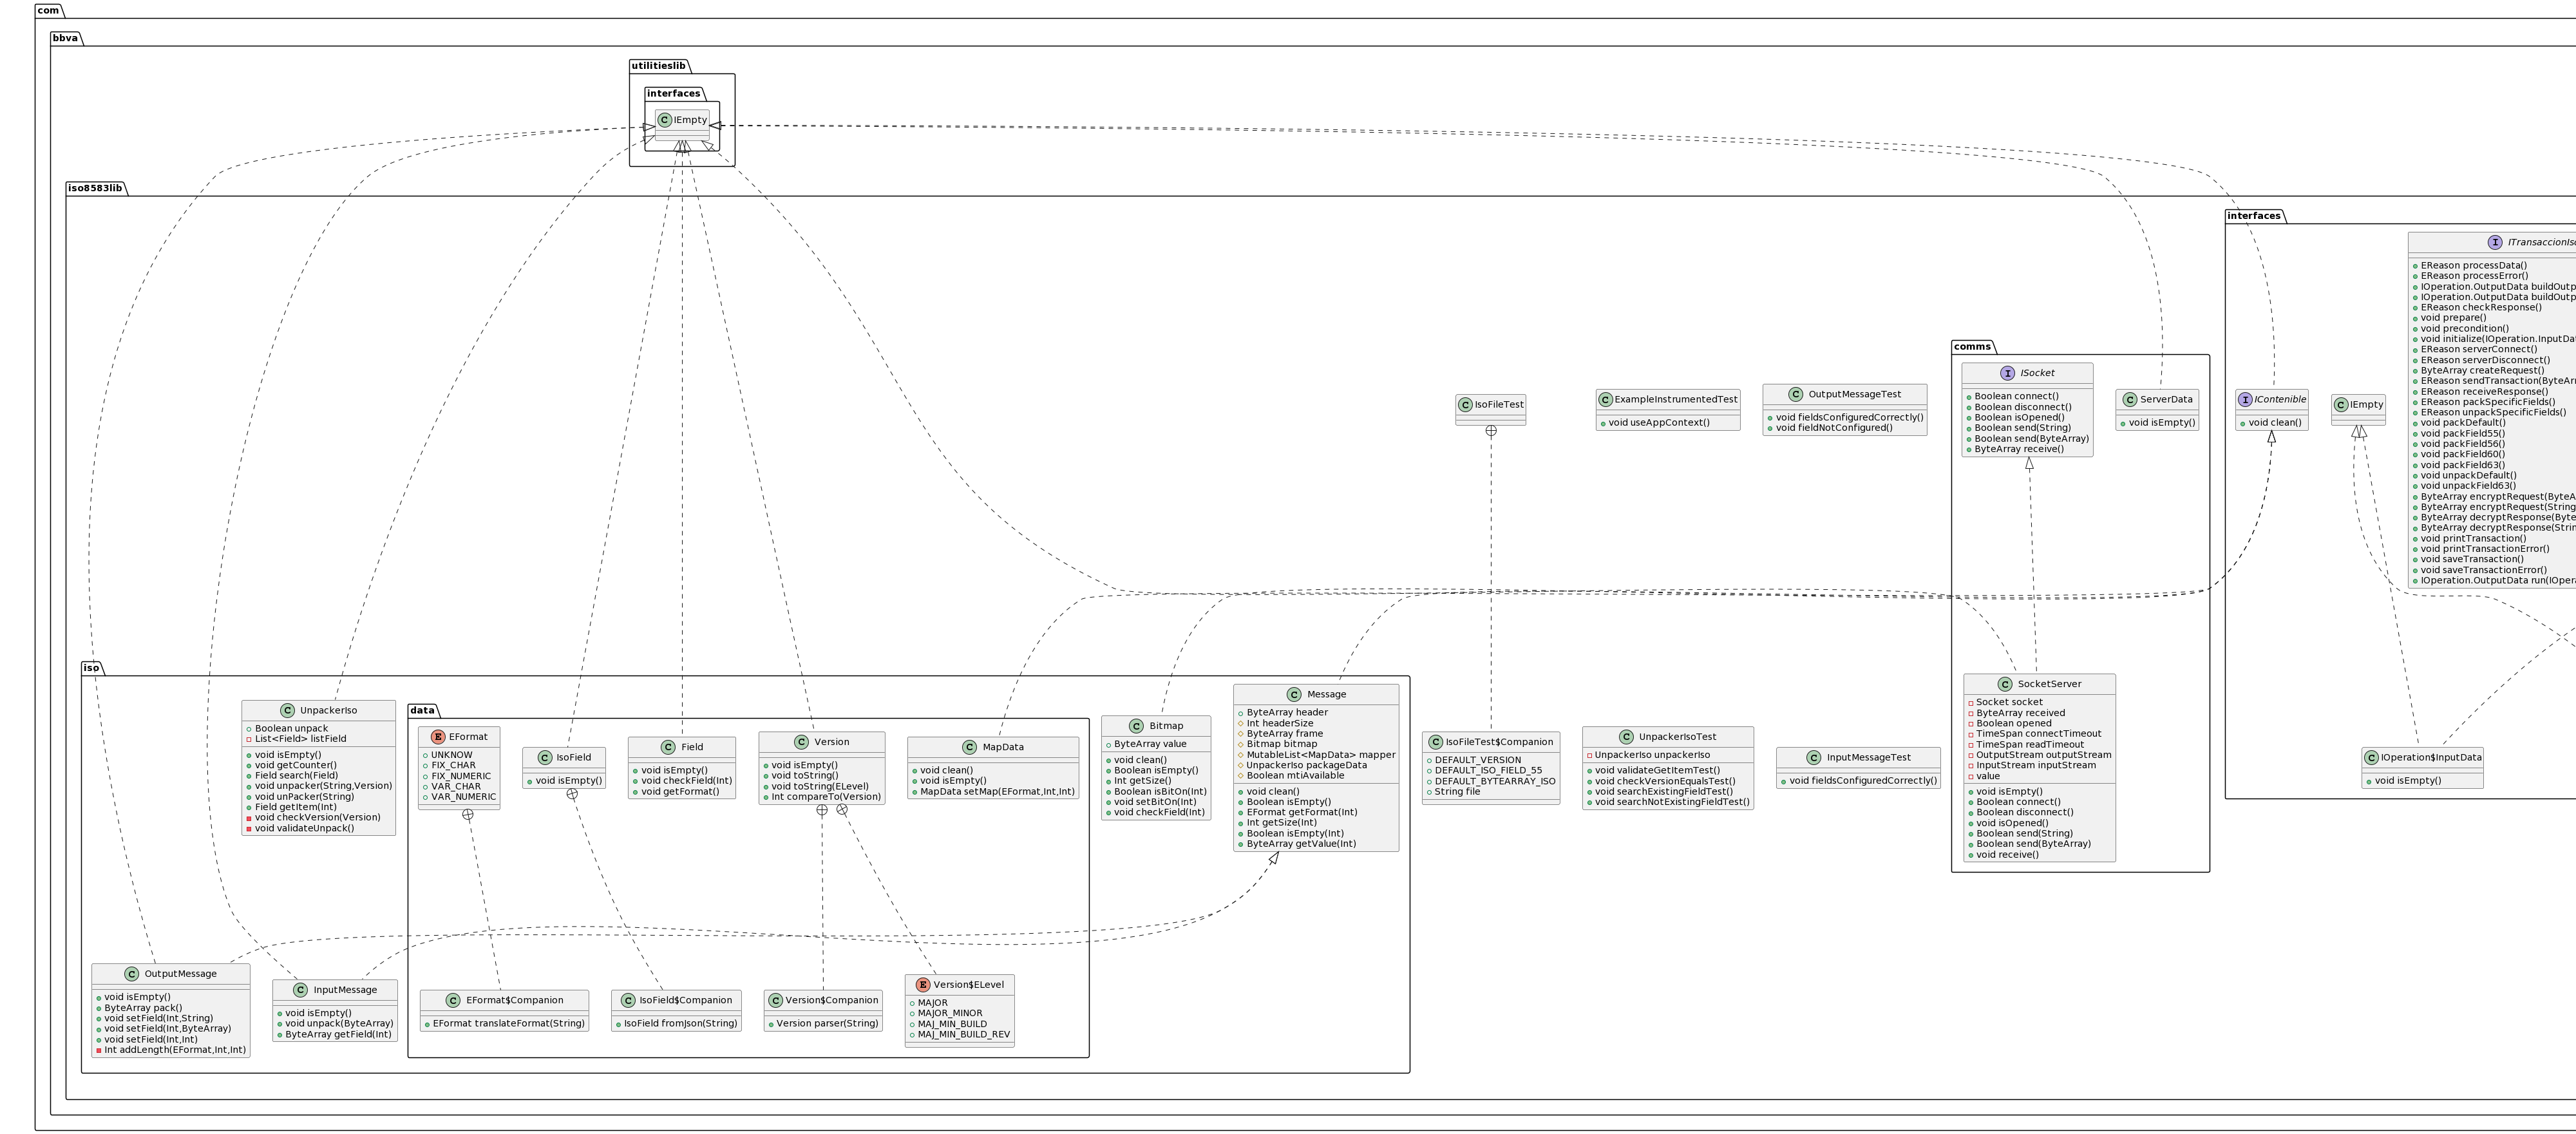 com
bbva
utilitieslib
interfaces
C IEmpty
iso8583lib
interfaces
I ITransaccionIso
EReason processData()
EReason processError()
IOperation.OutputData buildOutp
IOperation.OutputData buildOutp
EReason checkResponse()
void prepare()
void precondition()
void initialize(IOperation.InputDat
EReason serverConnect()
EReason serverDisconnect()
ByteArray createRequest()
EReason sendTransaction(ByteArr
EReason receiveResponse()
EReason packSpecificFields()
EReason unpackSpecificFields()
void packDefault()
void packField55()
void packField56()
void packField60()
void packField63()
void unpackDefault()
void unpackField63()
ByteArray encryptRequest(ByteA
ByteArray encryptRequest(String
ByteArray decryptResponse(Byte
ByteArray decryptResponse(Strin
void printTransaction()
void printTransactionError()
void saveTransaction()
void saveTransactionError()
IOperation.OutputData run(IOpera
comms
I ISocket
Boolean connect()
Boolean disconnect()
Boolean isOpened()
Boolean send(String)
Boolean send(ByteArray)
ByteArray receive()
C ServerData
void isEmpty()
I IContenible
void clean()
C IEmpty
C IsoFileTest
C ExampleInstrumentedTest
void useAppContext()
C OutputMessageTest
void fieldsConfiguredCorrectly()
void fieldNotConfigured()
iso
C UnpackerIso
Boolean unpack
List<Field> listField
void isEmpty()
void getCounter()
Field search(Field)
void unpacker(String,Version)
void unPacker(String)
Field getItem(Int)
void checkVersion(Version)
void validateUnpack()
data
E EFormat
UNKNOW
FIX_CHAR
FIX_NUMERIC
VAR_CHAR
VAR_NUMERIC
C IsoField
void isEmpty()
C Field
void isEmpty()
void checkField(Int)
void getFormat()
C Version
void isEmpty()
void toString()
void toString(ELevel)
Int compareTo(Version)
C MapData
void clean()
void isEmpty()
MapData setMap(EFormat,Int,Int)
C Bitmap
ByteArray value
void clean()
Boolean isEmpty()
Int getSize()
Boolean isBitOn(Int)
void setBitOn(Int)
void checkField(Int)
C Message
ByteArray header
Int headerSize
ByteArray frame
Bitmap bitmap
MutableList<MapData> mapper
UnpackerIso packageData
Boolean mtiAvailable
void clean()
Boolean isEmpty()
EFormat getFormat(Int)
Int getSize(Int)
Boolean isEmpty(Int)
ByteArray getValue(Int)
C IsoFileTest$Companion
DEFAULT_VERSION
DEFAULT_ISO_FIELD_55
DEFAULT_BYTEARRAY_ISO
String file
C UnpackerIsoTest
UnpackerIso unpackerIso
void validateGetItemTest()
void checkVersionEqualsTest()
void searchExistingFieldTest()
void searchNotExistingFieldTest()
C InputMessageTest
void fieldsConfiguredCorrectly()
C SocketServer
Socket socket
ByteArray received
Boolean opened
TimeSpan connectTimeout
TimeSpan readTimeout
OutputStream outputStream
InputStream inputStream
value
void isEmpty()
Boolean connect()
Boolean disconnect()
void isOpened()
Boolean send(String)
Boolean send(ByteArray)
void receive()
C IOperation$InputData
void isEmpty()
C OutputMessage
void isEmpty()
ByteArray pack()
void setField(Int,String)
void setField(Int,ByteArray)
void setField(Int,Int)
Int addLength(EFormat,Int,Int)
C InputMessage
void isEmpty()
void unpack(ByteArray)
ByteArray getField(Int)
C EFormat$Companion
EFormat translateFormat(String)
C IsoField$Companion
IsoField fromJson(String)
C Version$Companion
Version parser(String)
E Version$ELevel
MAJOR
MAJOR_MINOR
MAJ_MIN_BUILD
MAJ_MIN_BUILD_REV